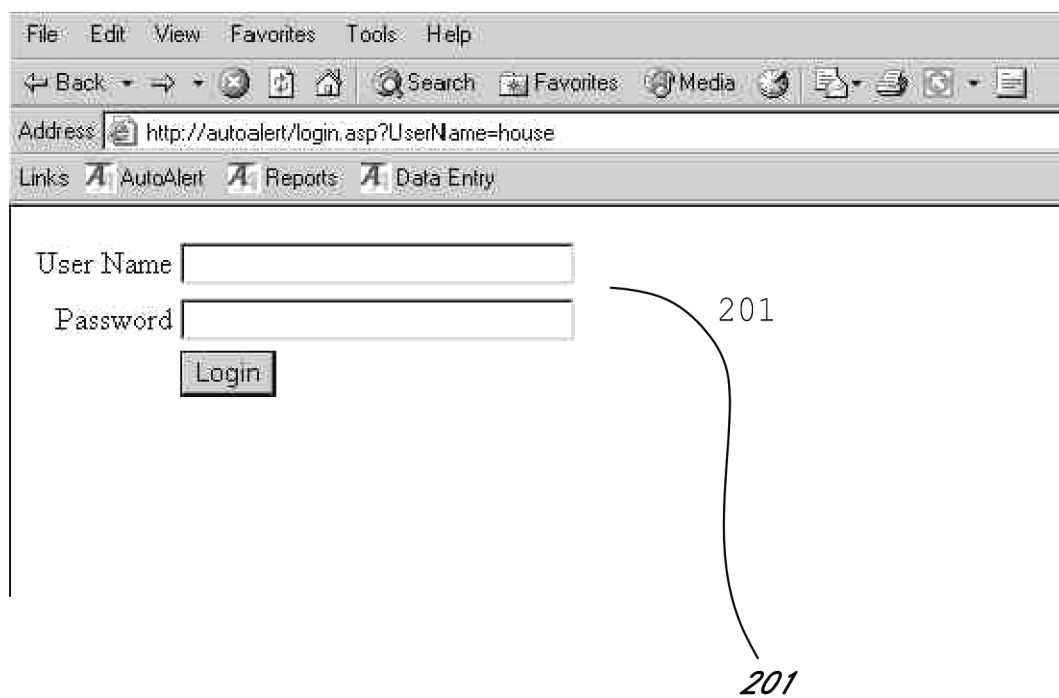 File Edit View Favorites Tools Help
Back Search Favorites Media
Address http://autoalert/login.asp?UserName=house
Links AutoAlert Reports Data Entry
User Name
201
Password
Login
201